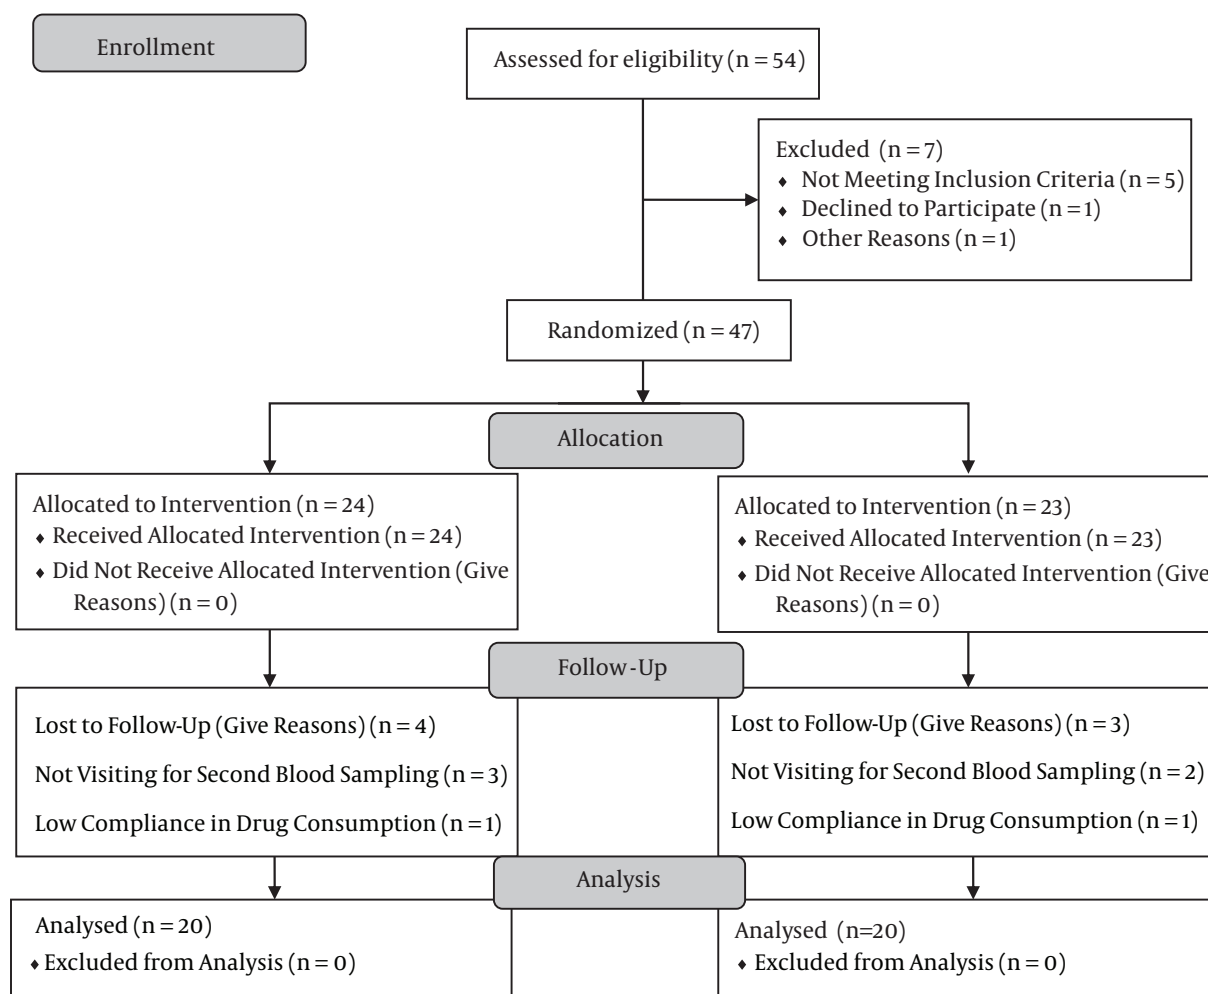 Enrollment
Assessed for eligibility (n = 54)
Excluded (n = 7)
♦ Not Meeting Inclusion Criteria (n = 5)
♦ Declined to Participate (n = 1)
♦ Other Reasons (n = 1)
Randomized (n = 47)
Allocation
Allocated to Intervention (n = 24)
♦ Received Allocated Intervention (n = 24)
♦ Did Not Receive Allocated Intervention (Give
Reasons) (n = 0)
Allocated to Intervention (n = 23)
♦ Received Allocated Intervention (n = 23)
♦ Did Not Receive Allocated Intervention (Give
Reasons) (n = 0)
Follow-Up
Lost to Follow-Up (Give Reasons) (n = 4)
Not Visiting for Second Blood Sampling (n = 3)
Low Compliance in Drug Consumption (n = 1)
Lost to Follow-Up (Give Reasons) (n = 3)
Not Visiting for Second Blood Sampling (n = 2)
Low Compliance in Drug Consumption (n = 1)
Analysis
Analysed (n = 20)
♦ Excluded from Analysis (n = 0)
Analysed (n=20)
♦ Excluded from Analysis (n = 0)